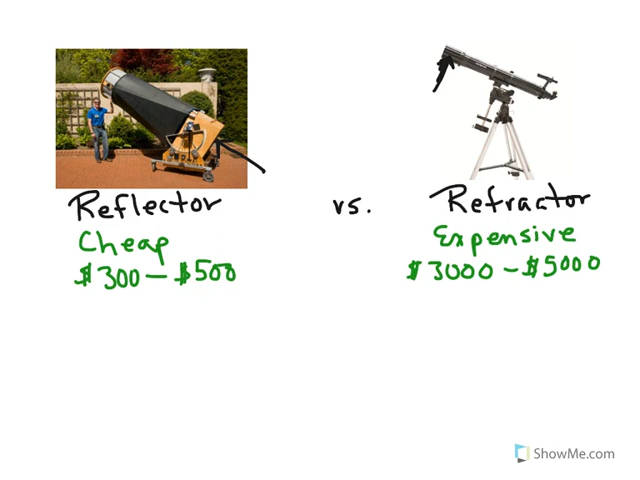 Reflector vs. Refractor
Cheap Expensive
$300 - $500 $3000 - $5000
ShowMe.com